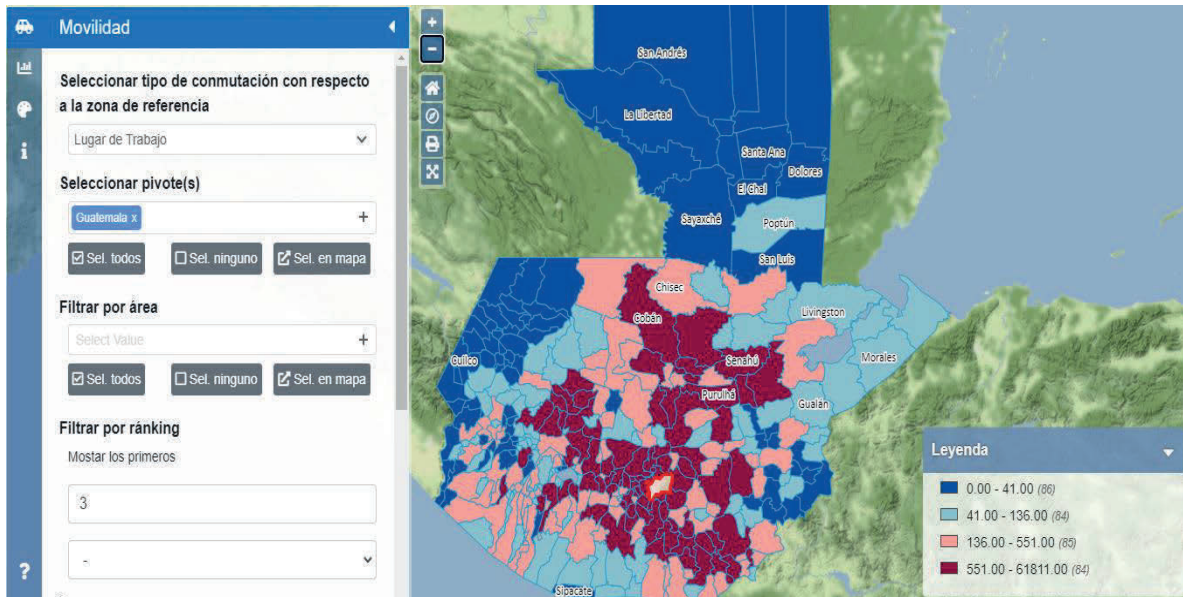 Movilidad
Seleccionar tipo de conmutación con respecto
a la zona de referencia
Lugar de Trabajo
Seleccionar pivote(s)
Guatemala x
+
Sel. todos
Sel. ninguno
Sel. en mapa
Filtrar por área
Select Value
+
Sel. todos
Sel. ninguno
Sel. en mapa
Filtrar por ránking
Mostar los primeros
3
-
?
i
+
-
San Andrés
La Libertad
Santa Ana
Dolores
El Chal
Sayaxché
Poptún
San Luis
Chisec
Cobán
Livingston
Cuilco
Senahú
Morales
Purulhá
Gualán
Sipacate
Leyenda
0.00 - 41.00 (86)
41.00 - 136.00 (84)
136.00 - 551.00 (85)
551.00 - 61811.00 (84)